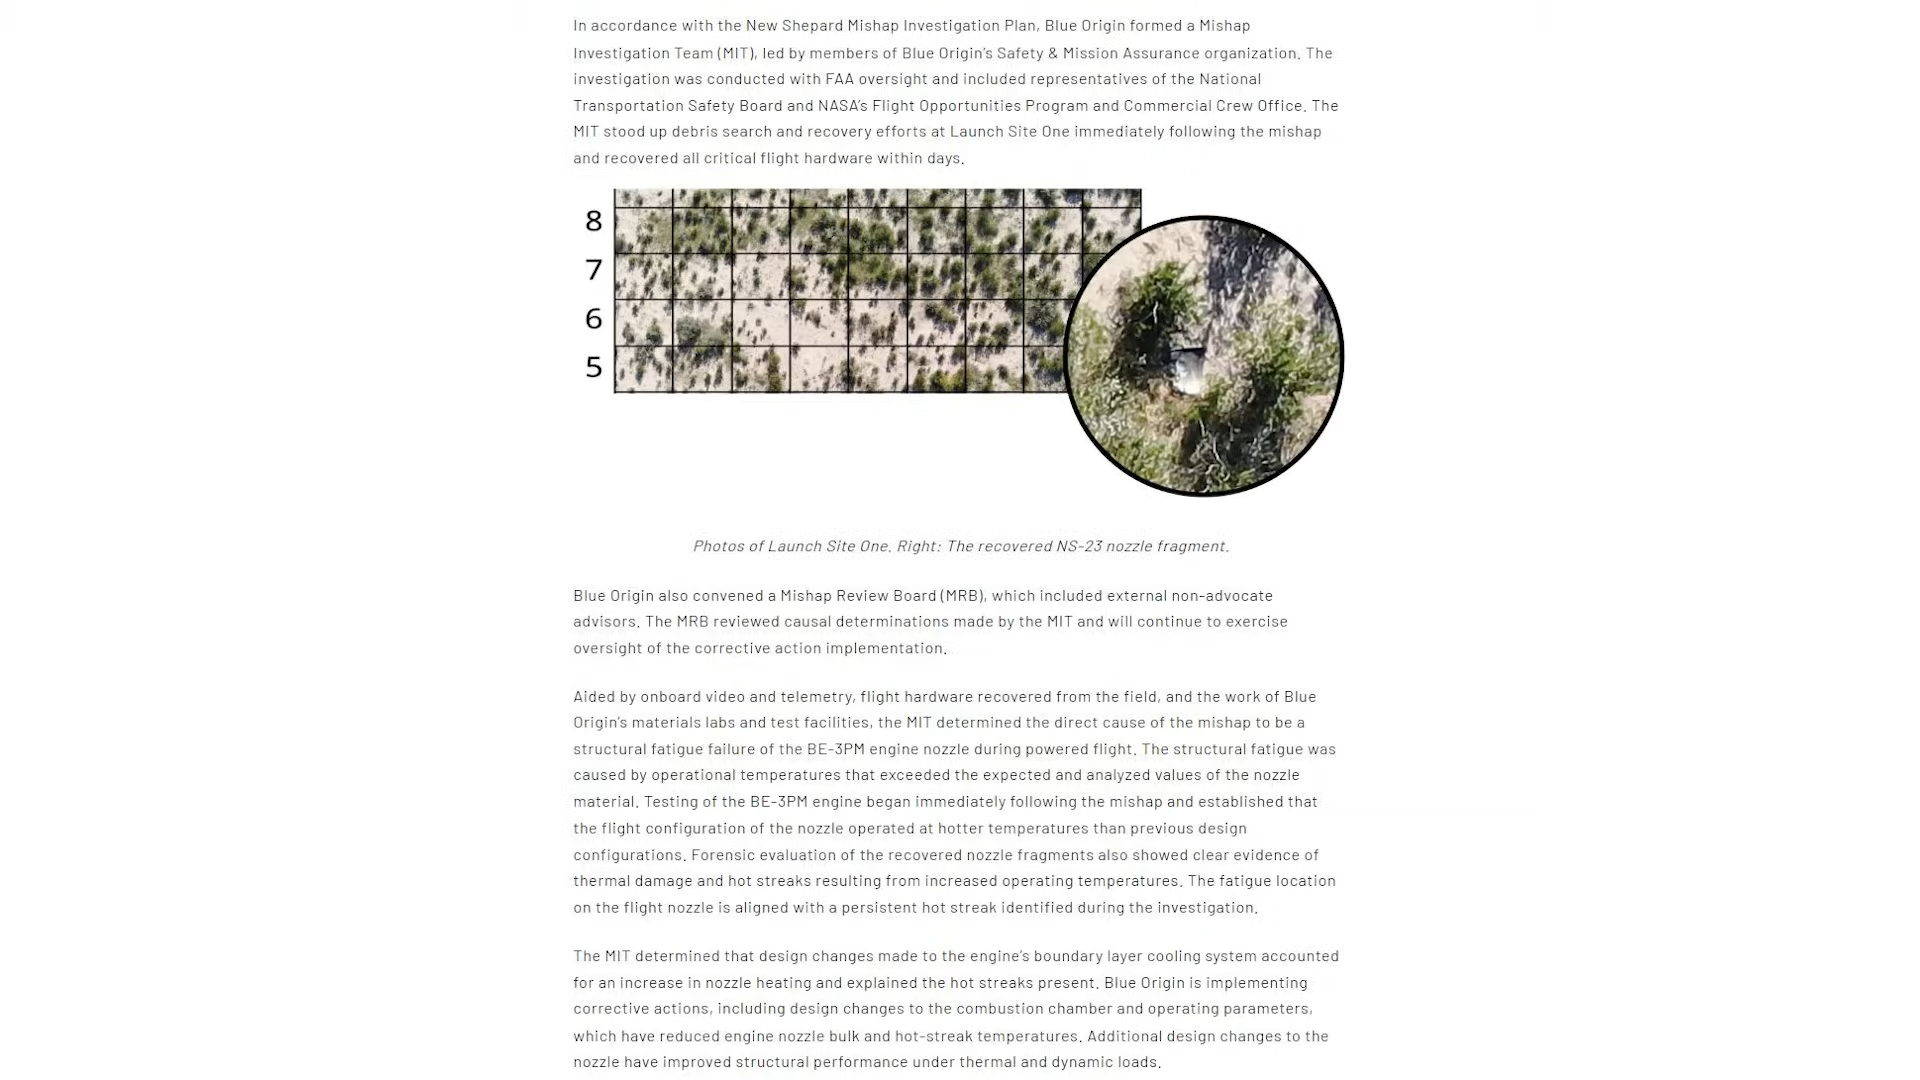 In accordance with the New Shepard Mishap Investigation Plan, Blue Origin formed a Mishap
Investigation Team (MIT), led by members of Blue Origin's Safety & Mission Assurance organization. The
investigation was conducted with FAA oversight and included representatives of the National
Transportation Safety Board and NASA's Flight Opportunities Program and Commercial Crew Office. The
MIT stood up debris search and recovery efforts at Launch Site One immediately following the mishap
and recovered all critical flight hardware within days.
8
7
6
5
Photos of Launch Site One. Right: The recovered NS-23 nozzle fragment.
Blue Origin also convened a Mishap Review Board (MRB), which included external non-advocate
advisors. The MRB reviewed causal determinations made by the MIT and will continue to exercise
oversight of the corrective action implementation.
Aided by onboard video and telemetry, flight hardware recovered from the field, and the work of Blue
Origin's materials labs and test facilities, the MIT determined the direct cause of the mishap to be a
structural fatigue failure of the BE-3PM engine nozzle during powered flight. The structural fatigue was
caused by operational temperatures that exceeded the expected and analyzed values of the nozzle
material. Testing of the BE-3PM engine began immediately following the mishap and established that
the flight configuration of the nozzle operated at hotter temperatures than previous design
configurations. Forensic evaluation of the recovered nozzle fragments also showed clear evidence of
thermal damage and hot streaks resulting from increased operating temperatures. The fatigue location
on the flight nozzle is aligned with a persistent hot streak identified during the investigation.
The MIT determined that design changes made to the engine's boundary layer cooling system accounted
for an increase in nozzle heating and explained the hot streaks present. Blue Origin is implementing
corrective actions, including design changes to the combustion chamber and operating parameters,
which have reduced engine nozzle bulk and hot-streak temperatures. Additional design changes to the
nozzle have improved structural performance under thermal and dynamic loads.